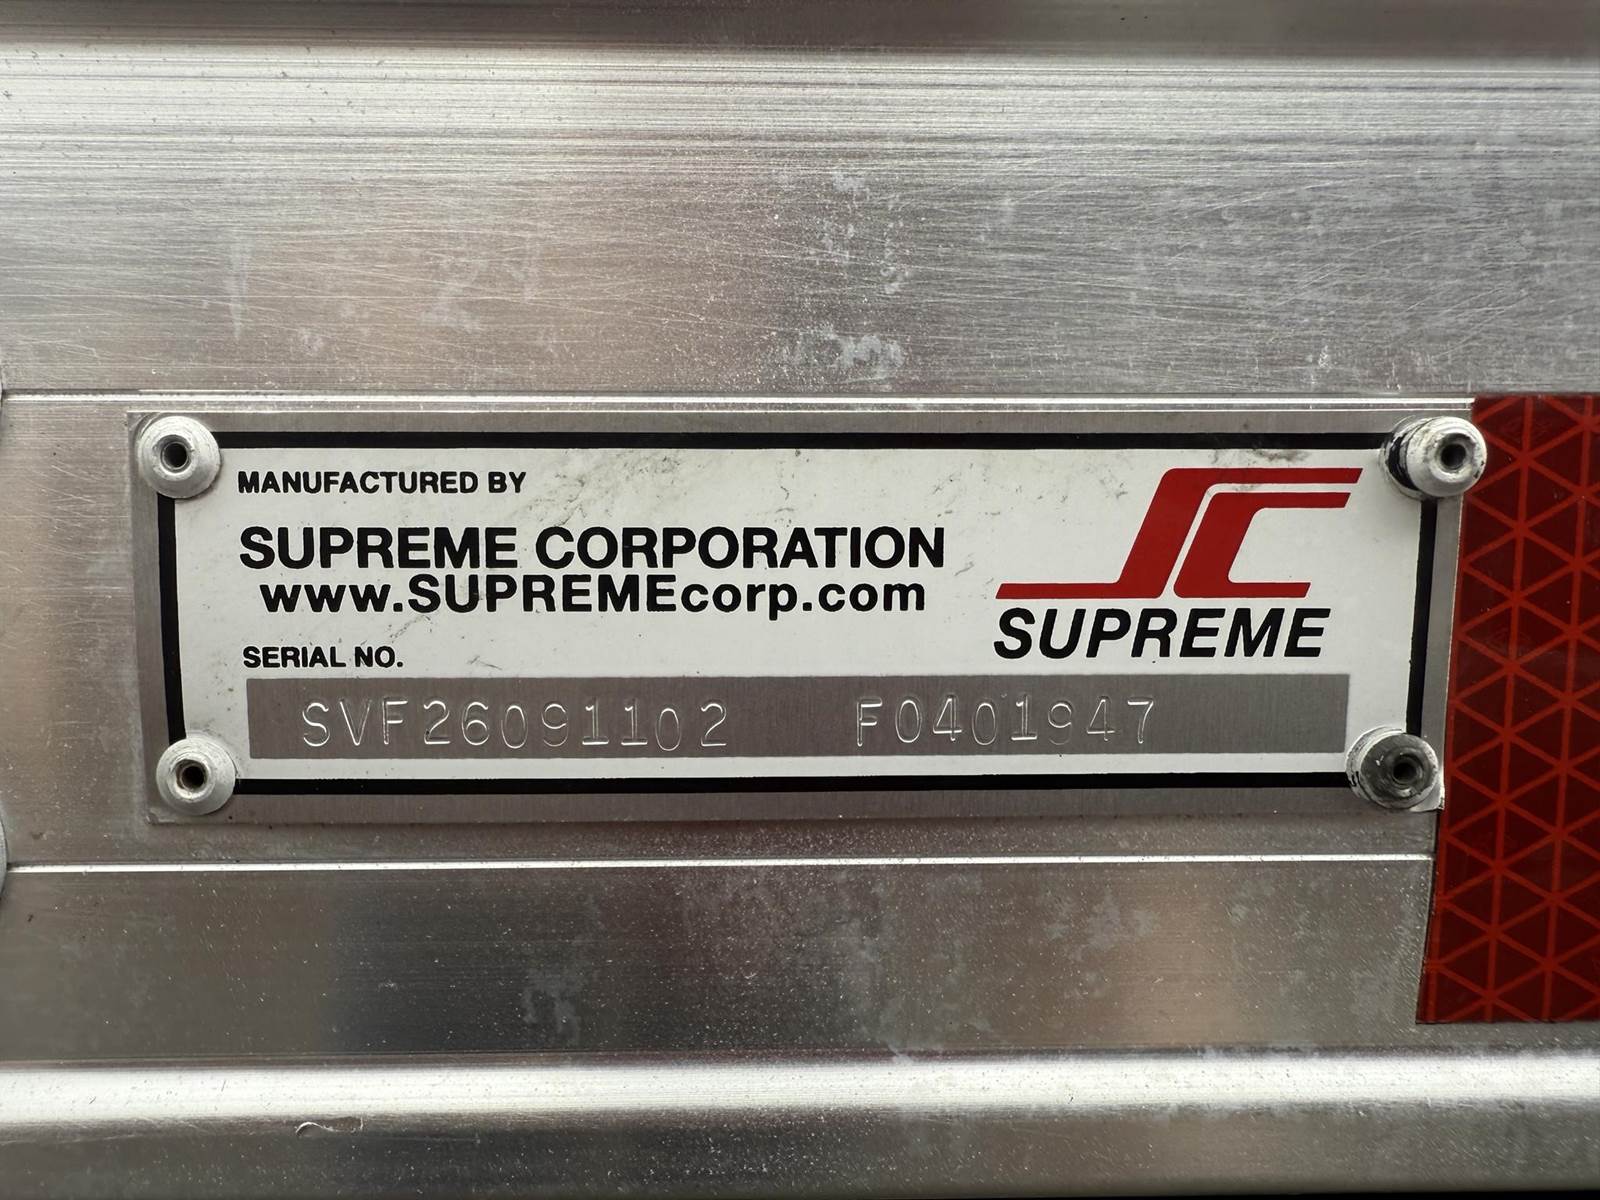 MANUFACTURED BY
SUPREME CORPORATION
www.SUPREMEcorp.com
SC
SUPREME
SERIAL NO.
SVF26091102 F0401947